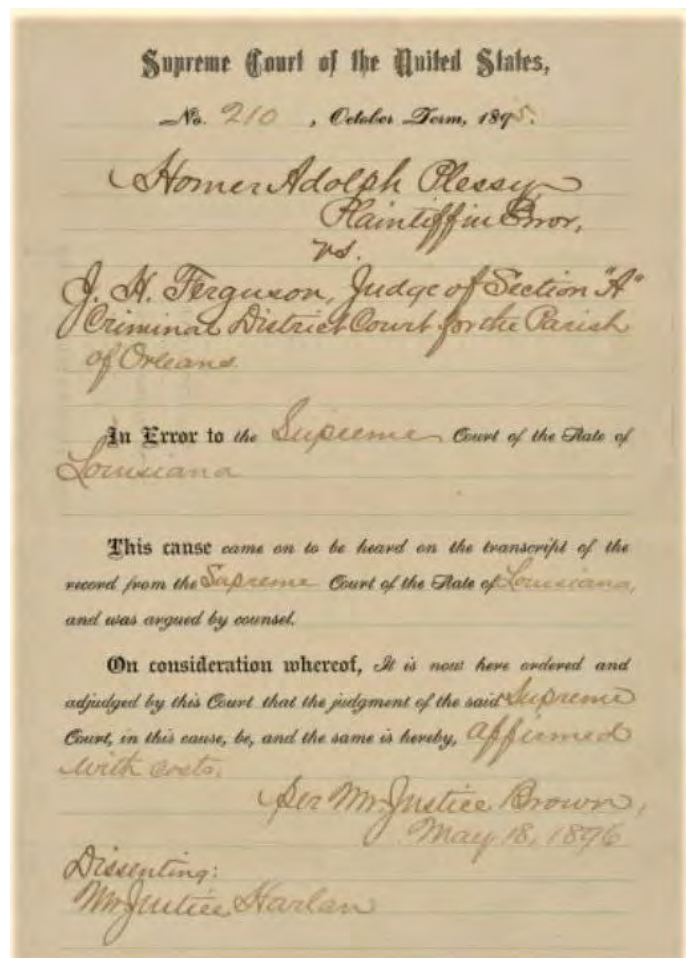 Supreme Court of the United States,
No. 210, October Term, 1895.
Homer Adolph Plessy
Plaintiff in Error,
vs.
J. H. Ferguson, Judge of Section "A"
Criminal District Court for the Parish
of Orleans.
In Error to the Supreme Court of the State of
Louisiana
This cause came on to be heard on the transcript of the
record from the Supreme Court of the State of Louisiana,
and was argued by counsel.
On consideration whereof, It is now here ordered and
adjudged by this Court that the judgment of the said Supreme
Court, in this cause, be, and the same is hereby, affirmed
with costs.
Per Mr Justice Brown,
May 18, 1896
Dissenting:
Mr Justice Harlan